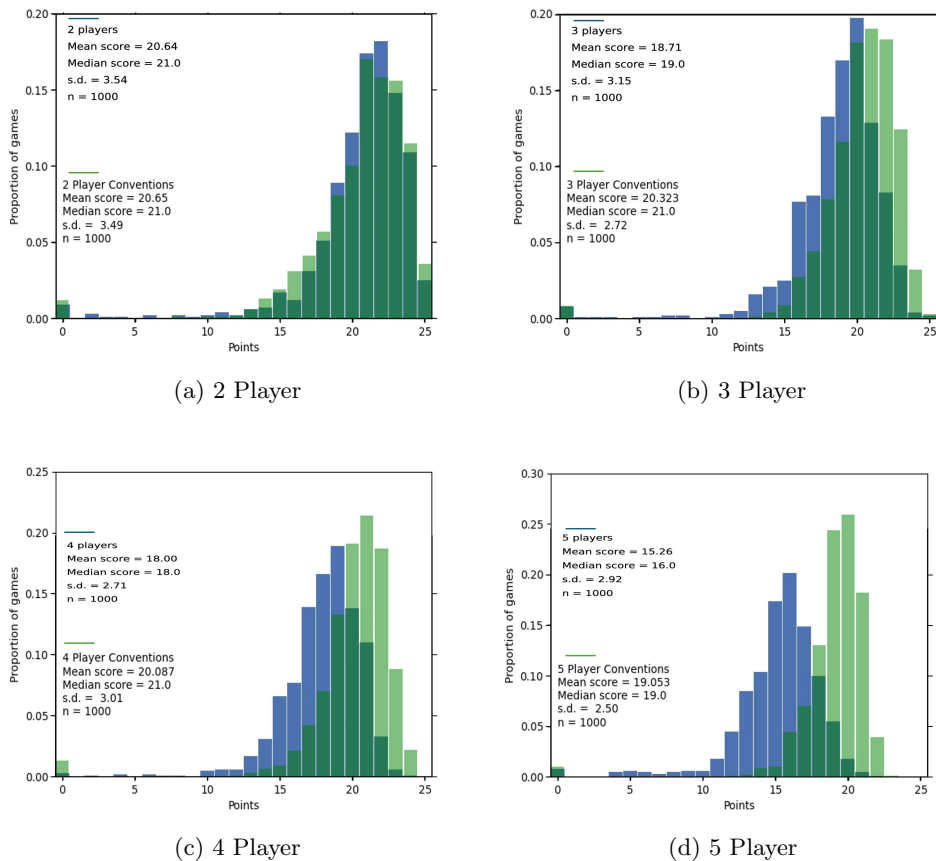 0.20
0.15
0.10
0.05
0.00
Proportion of games
2 players
Mean score = 20.64
Median score = 21.0
s.d. = 3.54
n = 1000
2 Player Conventions
Mean score = 20.65
Median score = 21.0
s.d. = 3.49
n = 1000
0 5 10 15 20 25
Points
(a) 2 Player
0.20
0.15
0.10
0.05
0.00
Proportion of games
3 players
Mean score = 18.71
Median score = 19.0
s.d. = 3.15
n = 1000
3 Player Conventions
Mean score = 20.323
Median score = 21.0
s.d. = 2.72
n = 1000
0 5 10 15 20 25
Points
(b) 3 Player
0.25
0.20
0.15
0.10
0.05
0.00
Proportion of games
4 players
Mean score = 18.00
Median score = 18.0
s.d. = 2.71
n = 1000
4 Player Conventions
Mean score = 20.087
Median score = 21.0
s.d. = 3.01
n = 1000
0 5 10 15 20 25
Points
(c) 4 Player
0.30
0.25
0.20
0.15
0.10
0.05
0.00
Proportion of games
5 players
Mean score = 15.26
Median score = 16.0
s.d. = 2.92
n = 1000
5 Player Conventions
Mean score = 19.053
Median score = 19.0
s.d. = 2.50
n = 1000
0 5 10 15 20 25
Points
(d) 5 Player